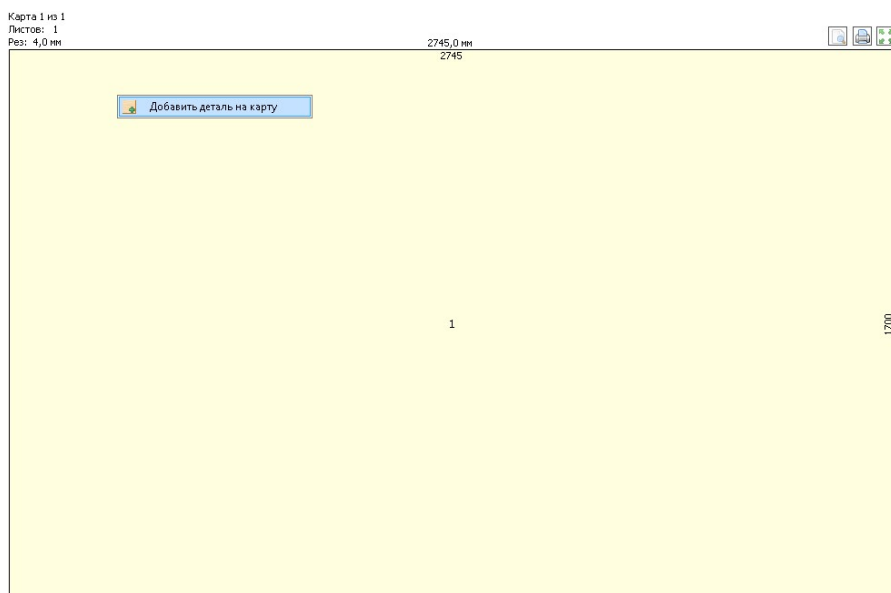 Карта 1 из 1
Листов: 1
Рез: 4,0 мм
2745,0 мм
2745
Добавить деталь на карту
1
1700